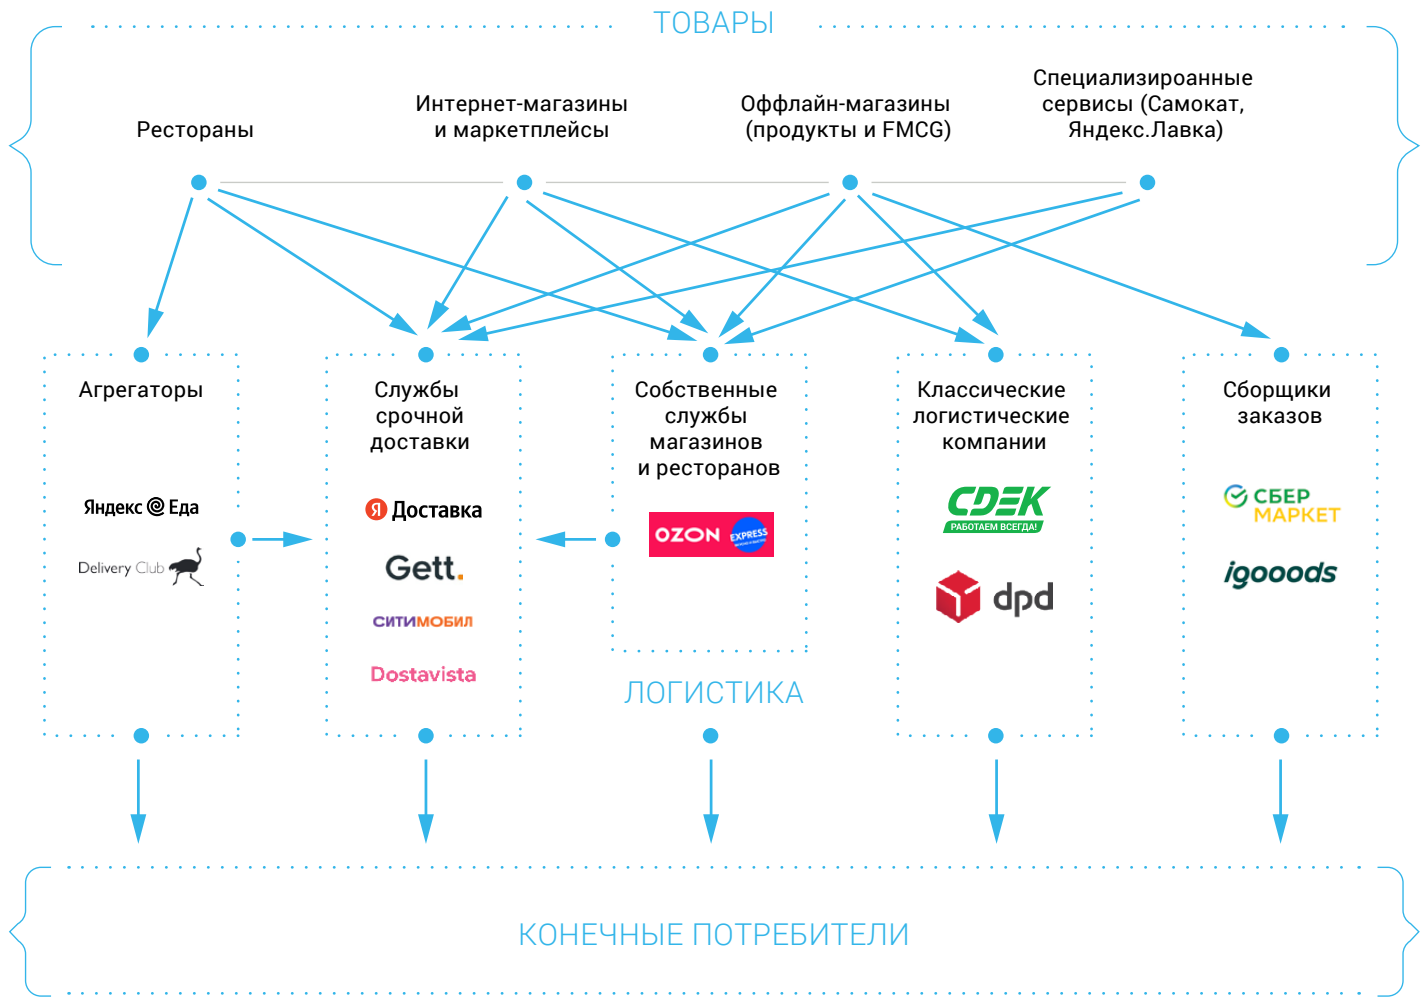 ТОВАРЫ
Рестораны
Интернет-магазины
и маркетплейсы
Оффлайн-магазины
(продукты и FMCG)
Специализироанные
сервисы (Самокат,
Яндекс.Лавка)
Агрегаторы
Яндекс Еда
Delivery Club
Службы
срочной
доставки
Я Доставка
Gett.
СИТИМОБИЛ
Dostavista
Собственные
службы
магазинов
и ресторанов
OZON EXPRESS
Классические
логистические
компании
CDEK
РАБОТАЕМ ВСЕГДА!
dpd
Сборщики
заказов
СБЕР
МАРКЕТ
igooods
ЛОГИСТИКА
КОНЕЧНЫЕ ПОТРЕБИТЕЛИ